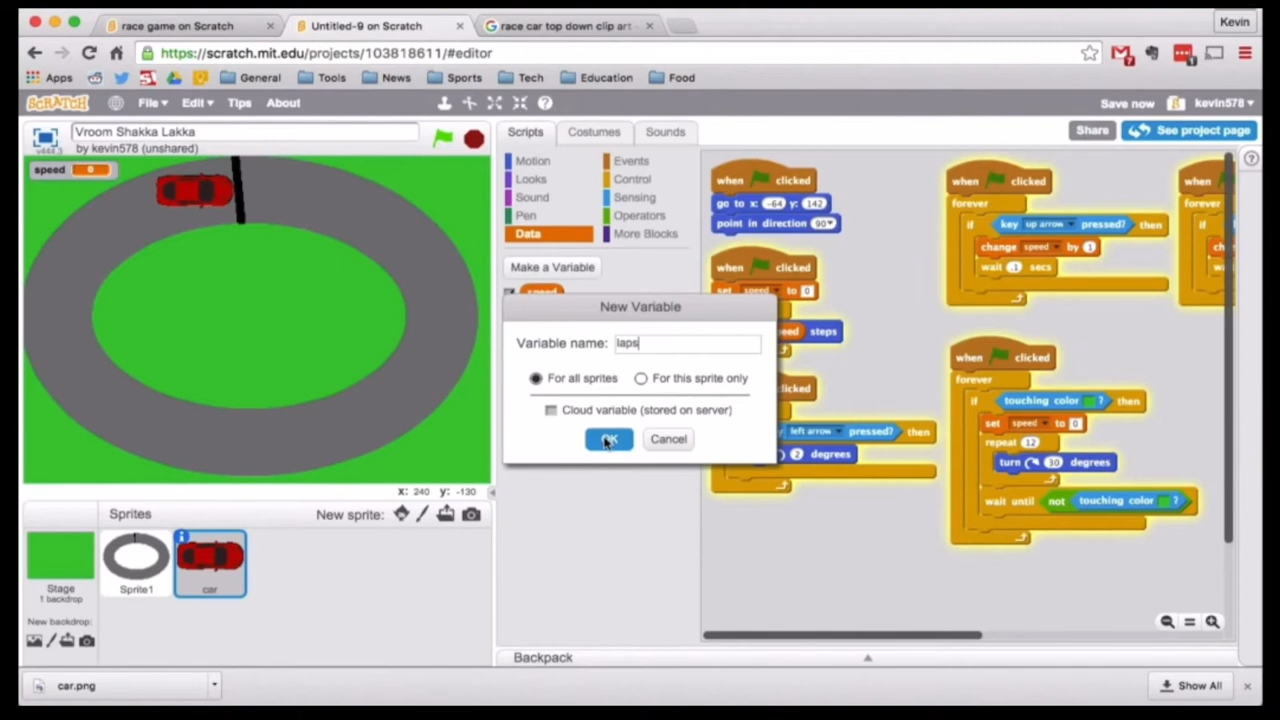 race game on Scratch
Untitled-9 on Scratch
race car top down clip art -
Kevin
https://scratch.mit.edu/projects/103818611/#editor
Apps
General
Tools
News
Sports
Tech
Education
Food
SCRATCH
File
Edit
Tips
About
Save now
kevin578
Vroom Shakka Lakka
by kevin578 (unshared)
Scripts
Costumes
Sounds
Share
See project page
speed 0
Motion
Looks
Sound
Pen
Data
Events
Control
Sensing
Operators
More Blocks
Make a Variable
speed
New Variable
Variable name: laps
For all sprites
For this sprite only
Cloud variable (stored on server)
OK
Cancel
when clicked
go to x: -64 y: 142
point in direction 90
when clicked
set speed to 0
steps
clicked
left arrow pressed? then
2 degrees
when clicked
forever
if key up arrow pressed? then
change speed by 1
wait .1 secs
when
forever
if
when clicked
forever
if touching color ? then
set speed to 0
repeat 12
turn 30 degrees
wait until not touching color ?
x: 240 y: -130
Sprites
New sprite:
Stage
1 backdrop
New backdrop:
Sprite1
car
Backpack
car.png
Show All